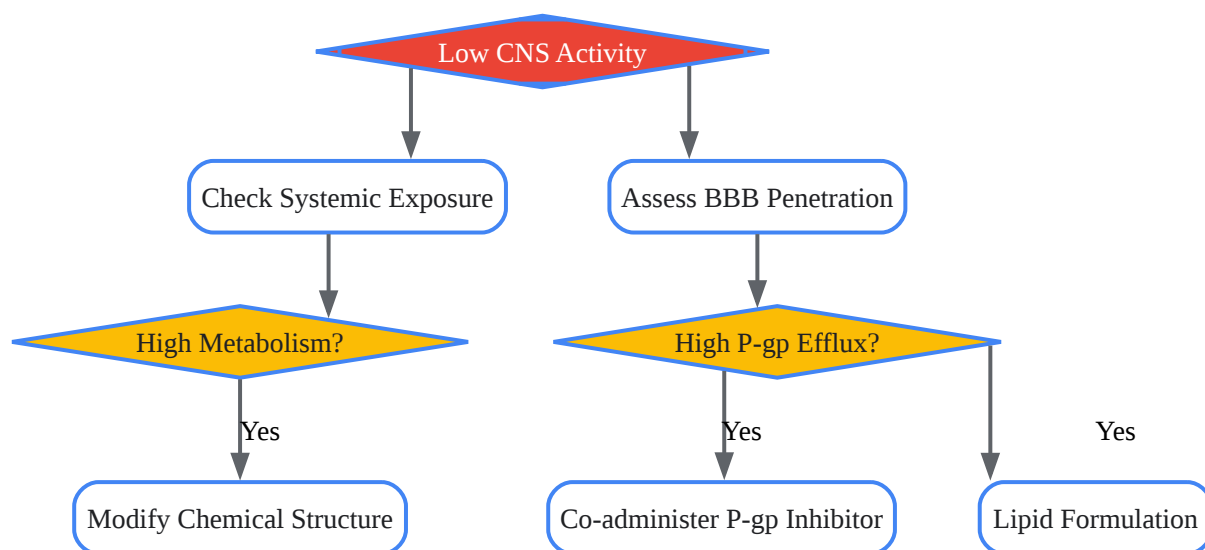 Low CNS Activity
Check Systemic Exposure
Assess BBB Penetration
High Metabolism?
High P-gp Efflux?
Yes
Yes
Yes
Modify Chemical Structure
Co-administer P-gp Inhibitor
Lipid Formulation